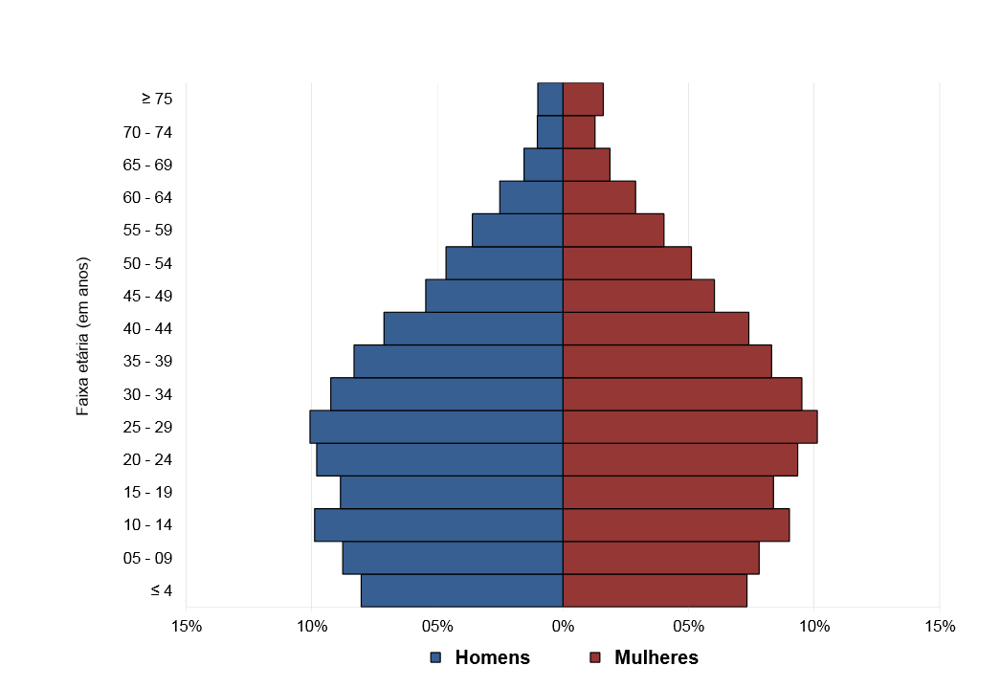 ≥ 75
70 - 74
65 - 69
60 - 64
55 - 59
50 - 54
45 - 49
40 - 44
35 - 39
30 - 34
25 - 29
20 - 24
15 - 19
10 - 14
05 - 09
≤ 4
Faixa etária (em anos)
15% 10% 05% 0% 05% 10% 15%
Homens Mulheres